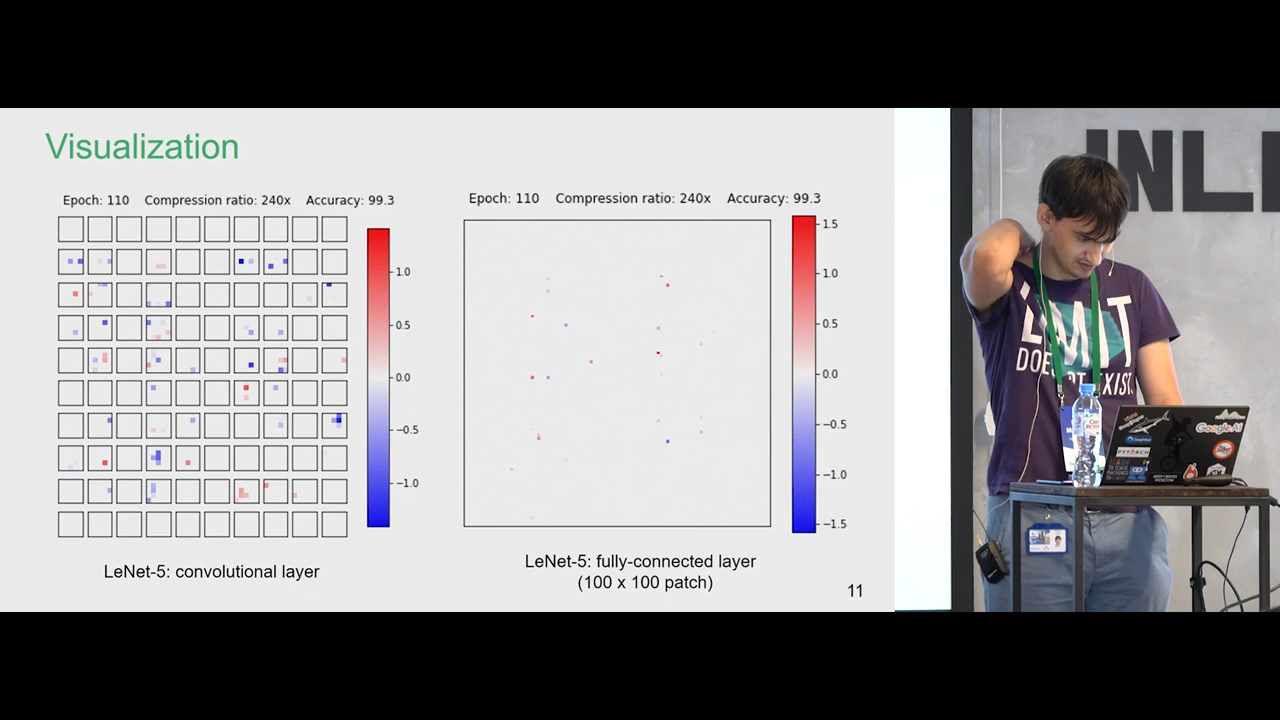 Visualization
Epoch: 110 Compression ratio: 240x Accuracy: 99.3
1.0
0.5
0.0
−0.5
−1.0
LeNet-5: convolutional layer
Epoch: 110 Compression ratio: 240x Accuracy: 99.3
1.5
1.0
0.5
0.0
−0.5
−1.0
−1.5
LeNet-5: fully-connected layer
(100 x 100 patch)
11
INL
Google AI
PYTORCH